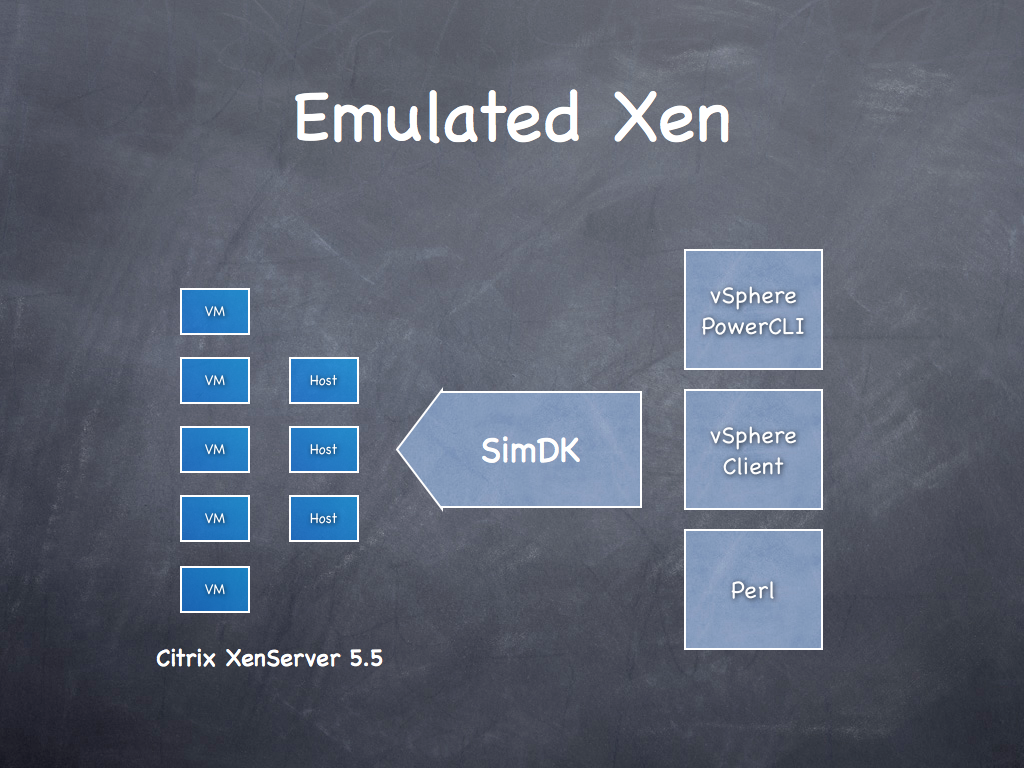 Emulated Xen
VM
VM
VM
VM
VM
Host
Host
Host
Citrix XenServer 5.5
SimDK
vSphere
PowerCLI
vSphere
Client
Perl